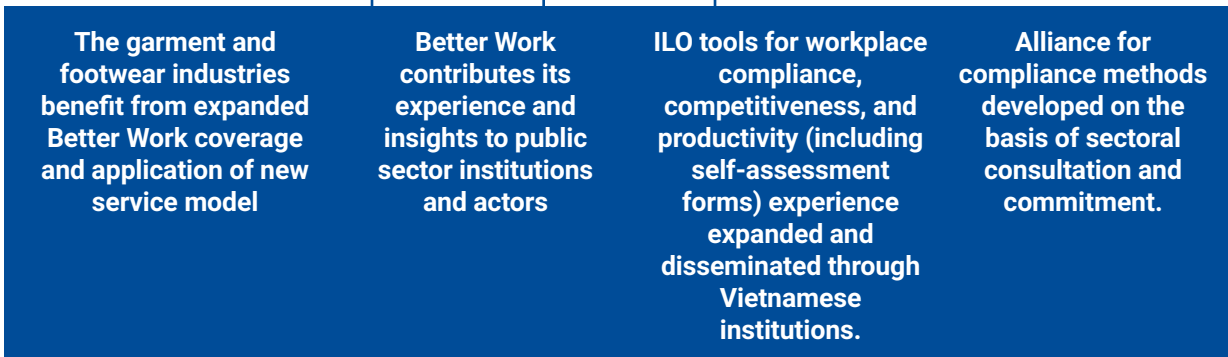 The garment and
footwear industries
benefit from expanded
Better Work coverage
and application of new
service model
Better Work
contributes its
experience and
insights to public
sector institutions
and actors
ILO tools for workplace
compliance,
competitiveness, and
productivity (including
self-assessment
forms) experience
expanded and
disseminated through
Vietnamese
institutions.
Alliance for
compliance methods
developed on the
basis of sectoral
consultation and
commitment.